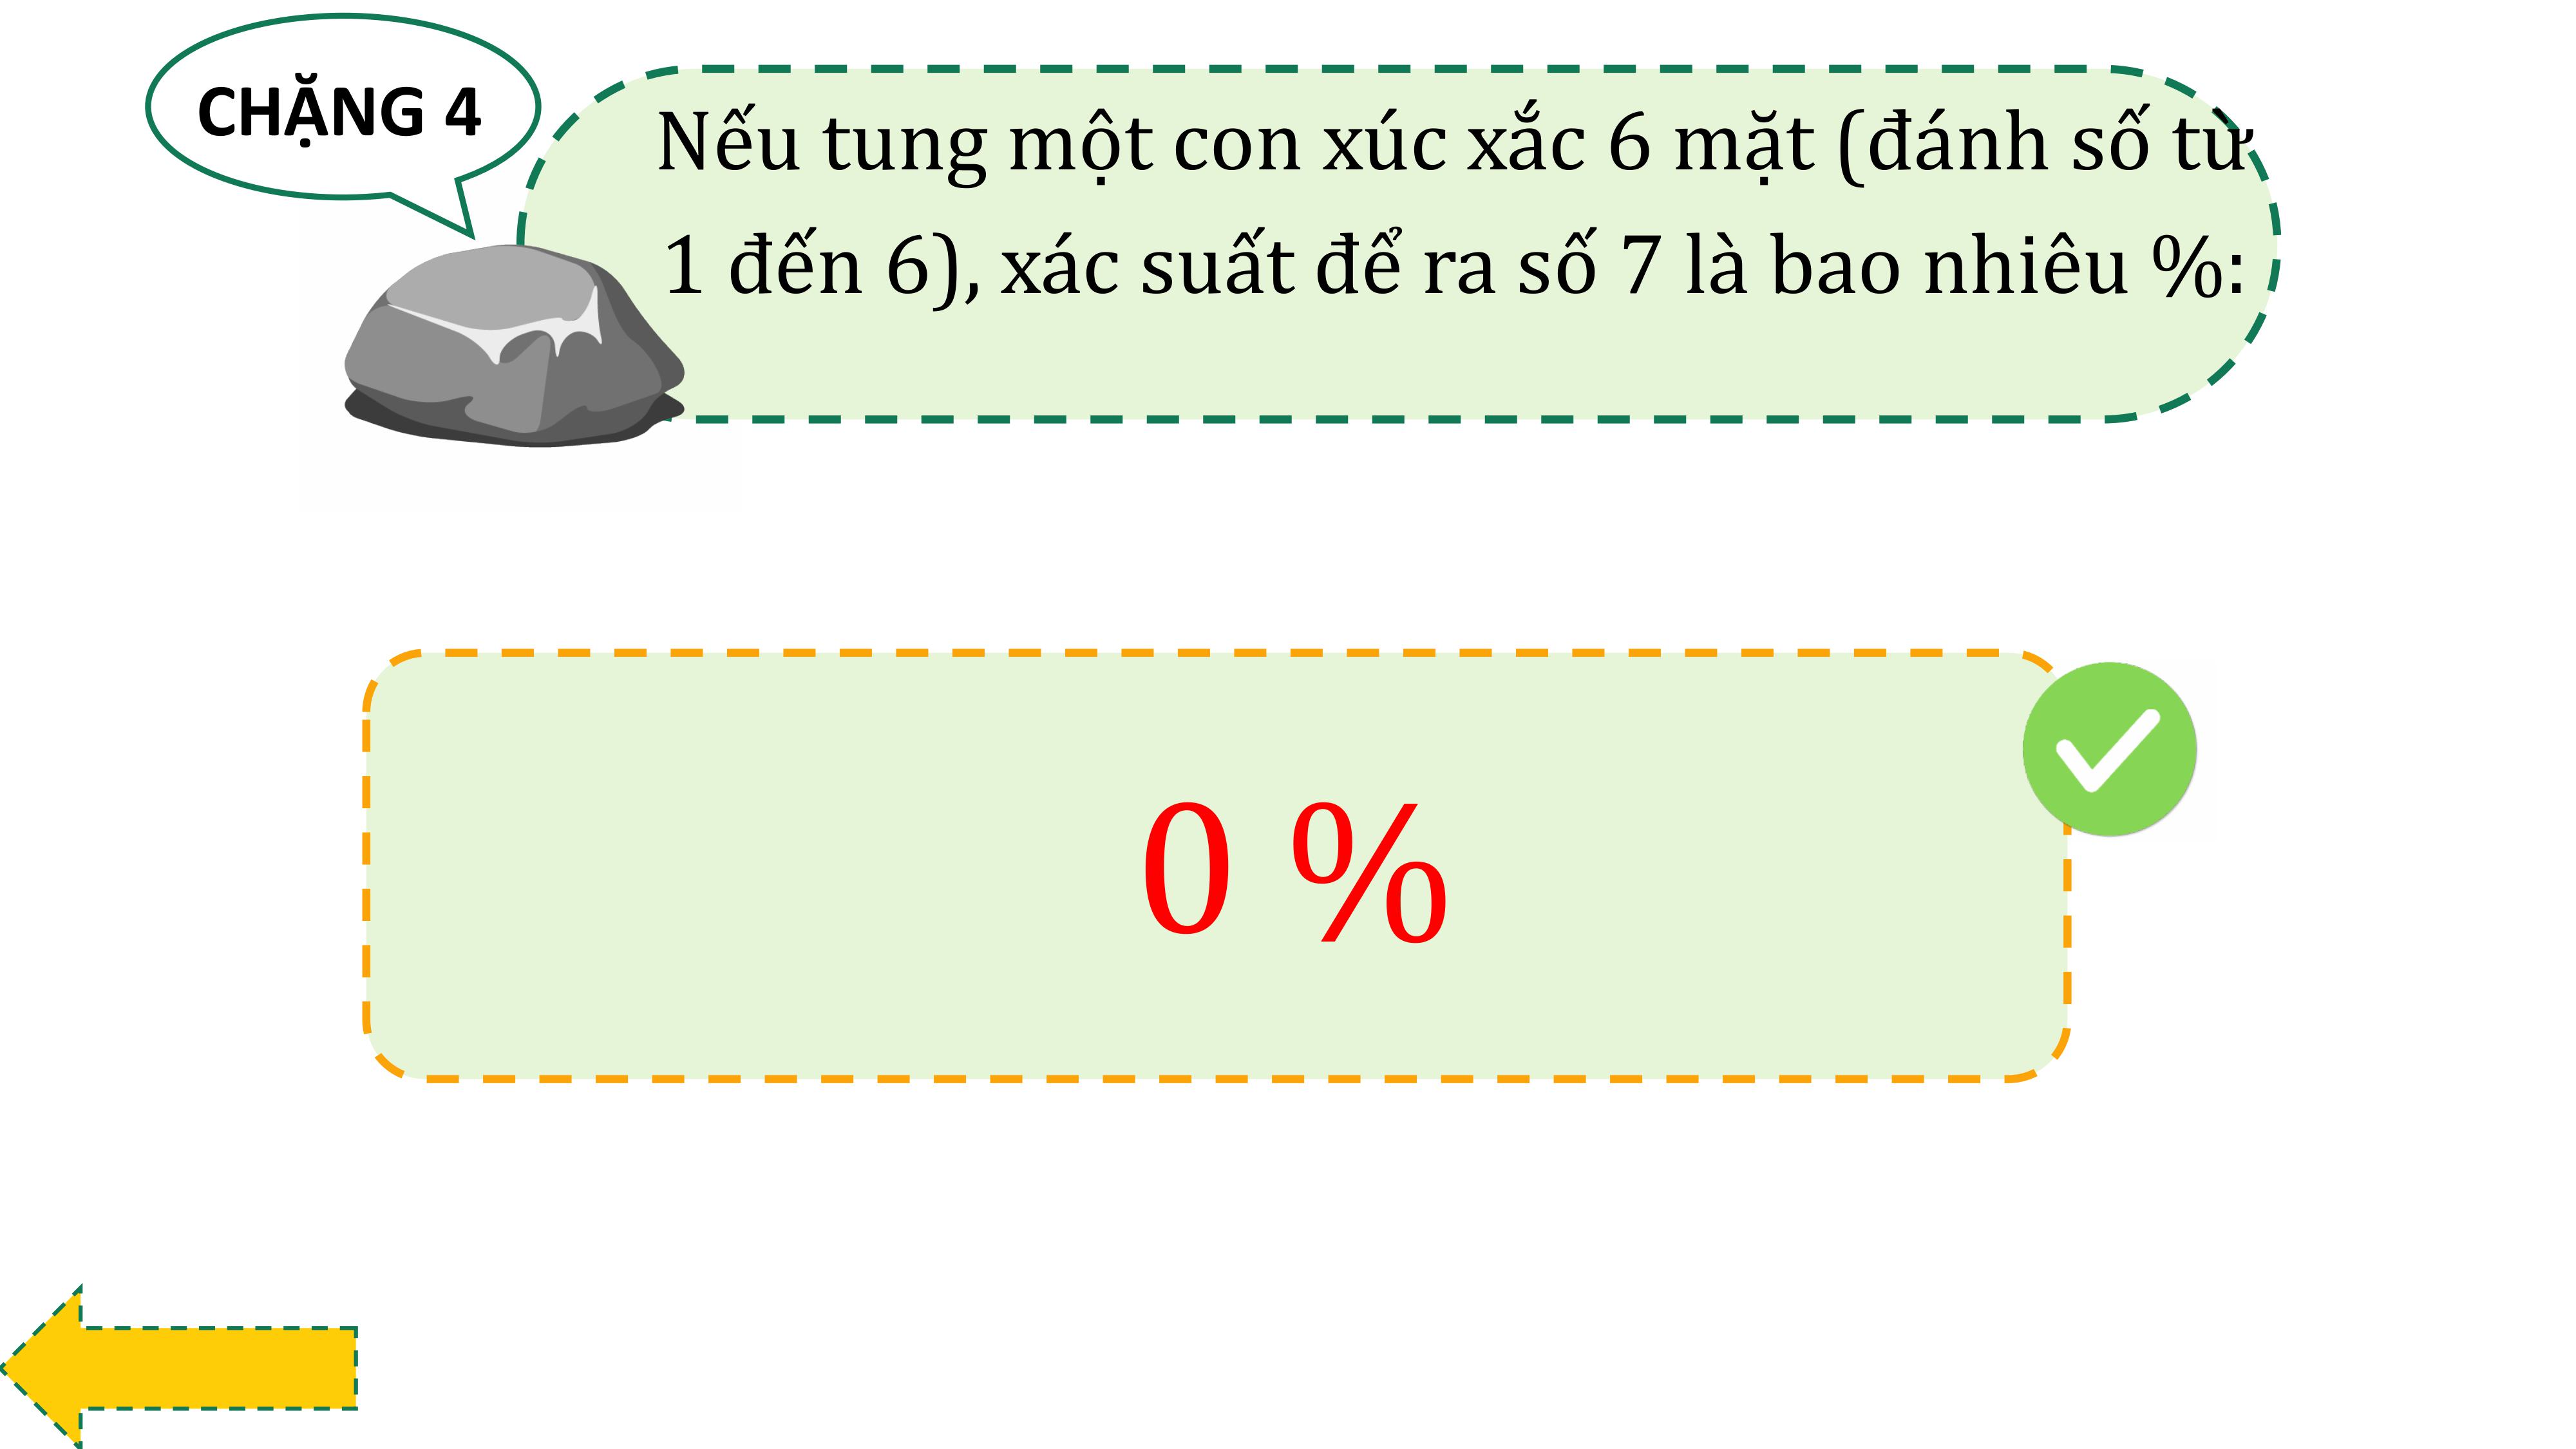 CHẶNG 4
Nếu tung một con xúc xắc 6 mặt (đánh số từ
1 đến 6), xác suất để ra số 7 là bao nhiêu %:
0 %